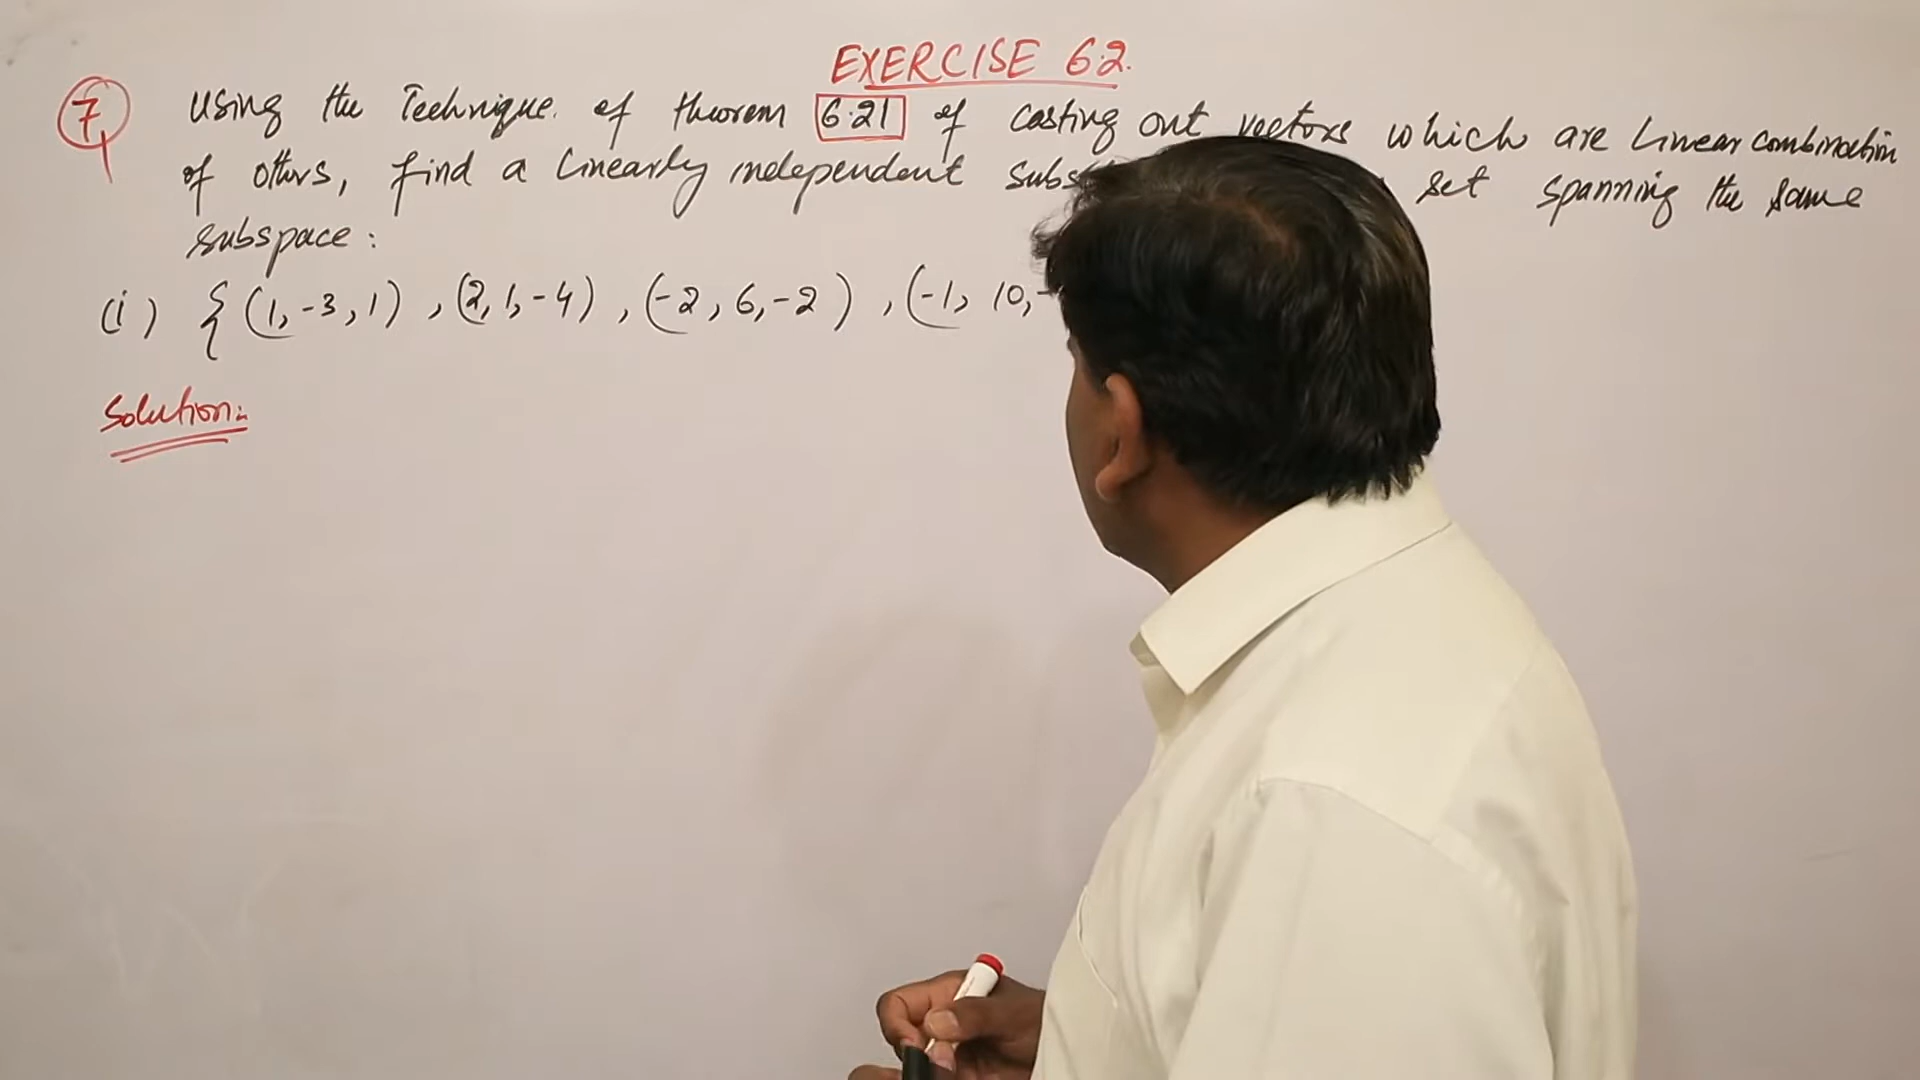 EXERCISE 6.2.
7 Using the Technique of theorem 6.21 of casting out vectors which are Linear combination
of others, find a Linearly independent subs set spanning the same
subspace:
(i) { (1, -3, 1) , (2, 1, -4) , (-2, 6, -2) , (-1, 10, -
Solution: